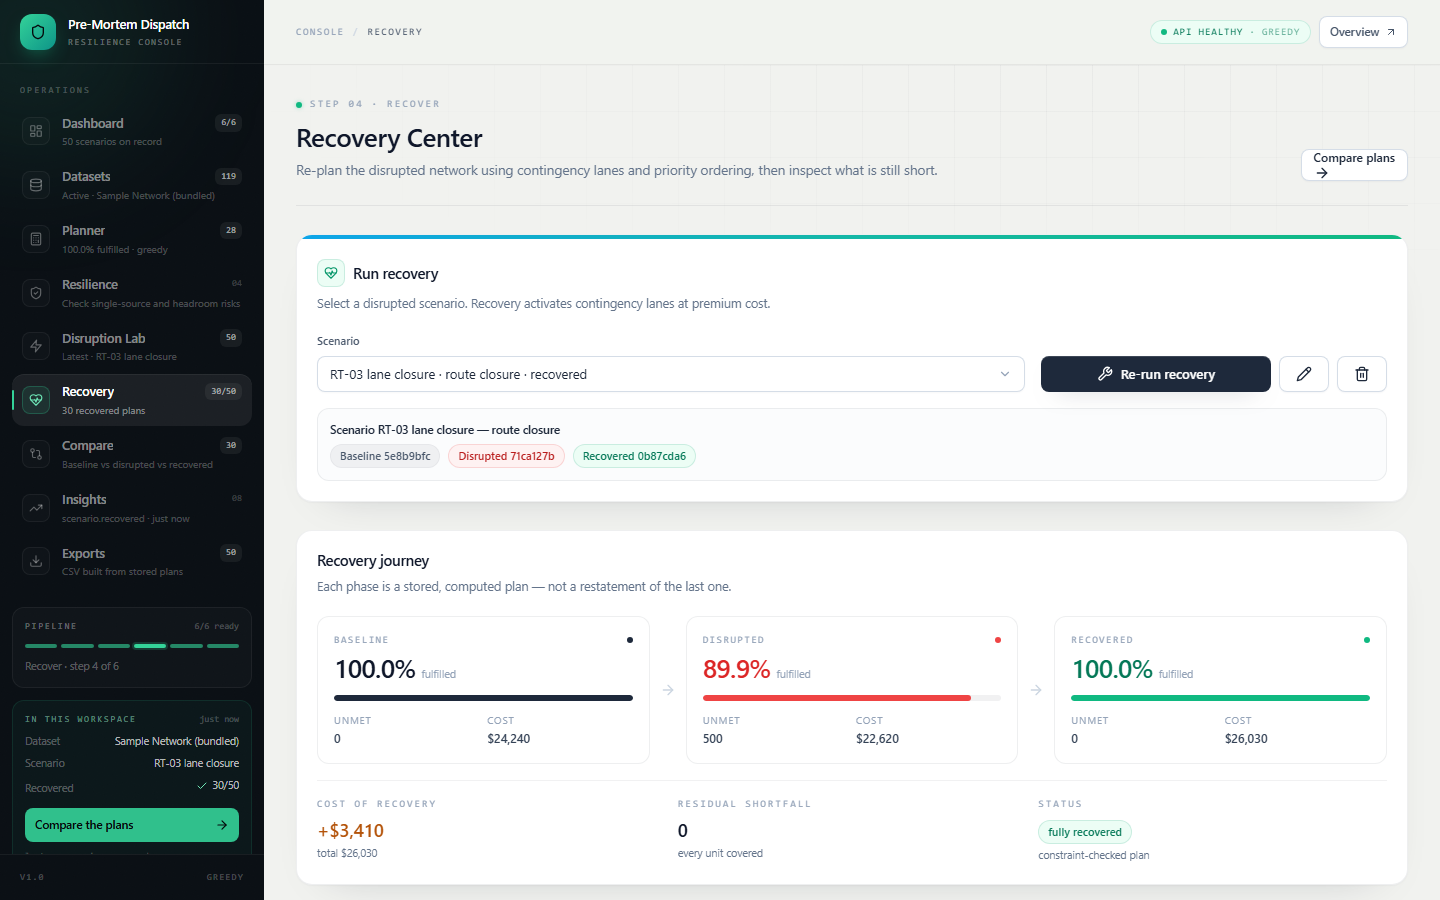 Pre-Mortem Dispatch
RESILIENCE CONSOLE
OPERATIONS
Dashboard 6/6
50 scenarios on record
Datasets 119
Active · Sample Network (bundled)
Planner 28
100.0% fulfilled · greedy
Resilience 04
Check single-source and headroom risks
Disruption Lab 50
Latest · RT-03 lane closure
Recovery 30/50
30 recovered plans
Compare 30
Baseline vs disrupted vs recovered
Insights 08
scenario.recovered · just now
Exports 50
CSV built from stored plans
PIPELINE 6/6 ready
Recover · step 4 of 6
IN THIS WORKSPACE just now
Dataset Sample Network (bundled)
Scenario RT-03 lane closure
Recovered ✓ 30/50
Compare the plans →
V1.0 GREEDY
CONSOLE / RECOVERY
API HEALTHY · GREEDY
Overview ↗
STEP 04 · RECOVER
Recovery Center
Re-plan the disrupted network using contingency lanes and priority ordering, then inspect what is still short.
Compare plans
→
Run recovery
Select a disrupted scenario. Recovery activates contingency lanes at premium cost.
Scenario
RT-03 lane closure · route closure · recovered
Re-run recovery
Scenario RT-03 lane closure — route closure
Baseline 5e8b9bfc Disrupted 71ca127b Recovered 0b87cda6
Recovery journey
Each phase is a stored, computed plan — not a restatement of the last one.
BASELINE
100.0% fulfilled
UNMET COST
0 $24,240
→
DISRUPTED
89.9% fulfilled
UNMET COST
500 $22,620
→
RECOVERED
100.0% fulfilled
UNMET COST
0 $26,030
COST OF RECOVERY
+$3,410
total $26,030
RESIDUAL SHORTFALL
0
every unit covered
STATUS
fully recovered
constraint-checked plan